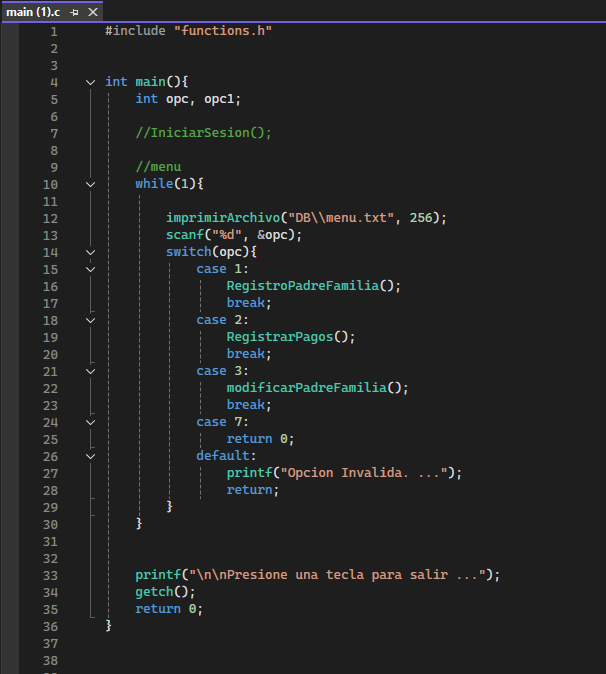 main (1).c
1 #include "functions.h"
2
3
4 int main(){
5 int opc, opc1;
6
7 //IniciarSesion();
8
9 //menu
10 while(1){
11
12 imprimirArchivo("DB\\menu.txt", 256);
13 scanf("%d", &opc);
14 switch(opc){
15 case 1:
16 RegistroPadreFamilia();
17 break;
18 case 2:
19 RegistrarPagos();
20 break;
21 case 3:
22 modificarPadreFamilia();
23 break;
24 case 7:
25 return 0;
26 default:
27 printf("Opcion Invalida. ...");
28 return;
29 }
30 }
31
32
33 printf("\n\nPresione una tecla para salir ...");
34 getch();
35 return 0;
36 }
37
38